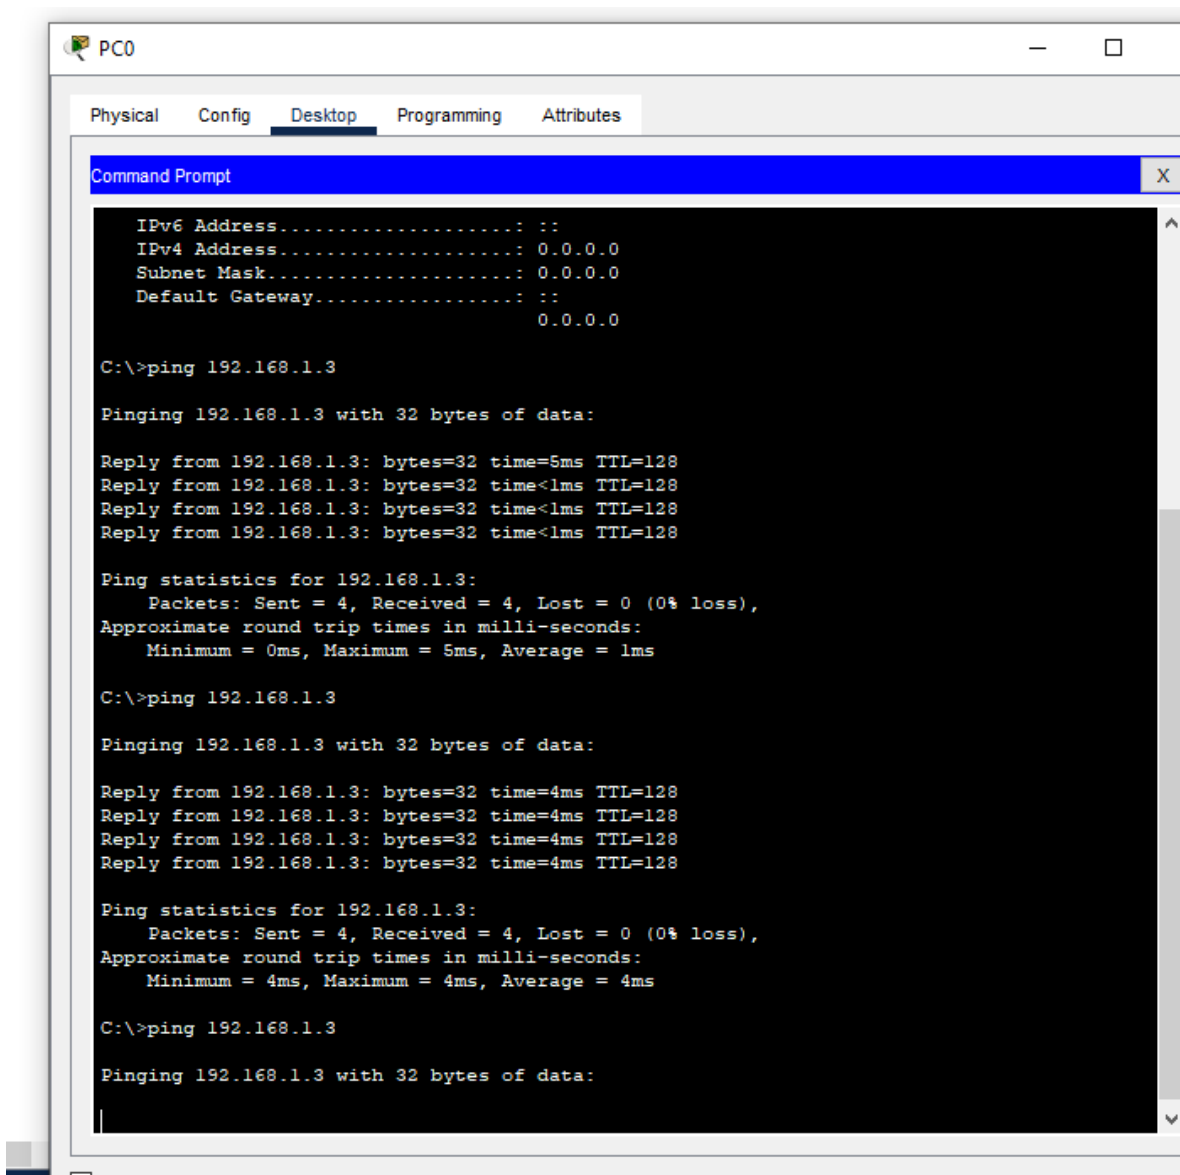 PC0
Physical Config Desktop Programming Attributes
Command Prompt X
IPv6 Address....................: ::
IPv4 Address....................: 0.0.0.0
Subnet Mask.....................: 0.0.0.0
Default Gateway.................: ::
0.0.0.0
C:\>ping 192.168.1.3
Pinging 192.168.1.3 with 32 bytes of data:
Reply from 192.168.1.3: bytes=32 time=5ms TTL=128
Reply from 192.168.1.3: bytes=32 time<1ms TTL=128
Reply from 192.168.1.3: bytes=32 time<1ms TTL=128
Reply from 192.168.1.3: bytes=32 time<1ms TTL=128
Ping statistics for 192.168.1.3:
Packets: Sent = 4, Received = 4, Lost = 0 (0% loss),
Approximate round trip times in milli-seconds:
Minimum = 0ms, Maximum = 5ms, Average = 1ms
C:\>ping 192.168.1.3
Pinging 192.168.1.3 with 32 bytes of data:
Reply from 192.168.1.3: bytes=32 time=4ms TTL=128
Reply from 192.168.1.3: bytes=32 time=4ms TTL=128
Reply from 192.168.1.3: bytes=32 time=4ms TTL=128
Reply from 192.168.1.3: bytes=32 time=4ms TTL=128
Ping statistics for 192.168.1.3:
Packets: Sent = 4, Received = 4, Lost = 0 (0% loss),
Approximate round trip times in milli-seconds:
Minimum = 4ms, Maximum = 4ms, Average = 4ms
C:\>ping 192.168.1.3
Pinging 192.168.1.3 with 32 bytes of data: